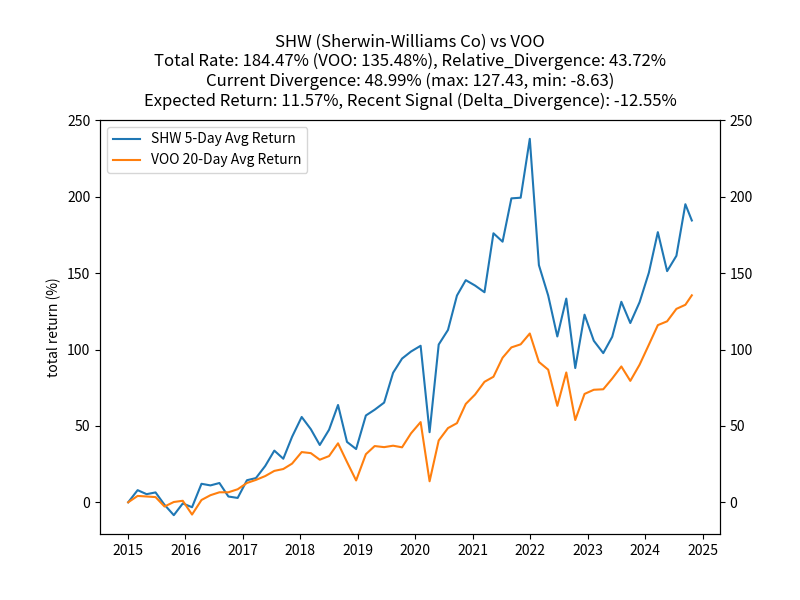 SHW (Sherwin-Williams Co) vs VOO
Total Rate: 184.47% (VOO: 135.48%), Relative_Divergence: 43.72%
Current Divergence: 48.99% (max: 127.43, min: -8.63)
Expected Return: 11.57%, Recent Signal (Delta_Divergence): -12.55%
SHW 5-Day Avg Return
VOO 20-Day Avg Return
total return (%)
250
200
150
100
50
0
250
200
150
100
50
0
2015 2016 2017 2018 2019 2020 2021 2022 2023 2024 2025